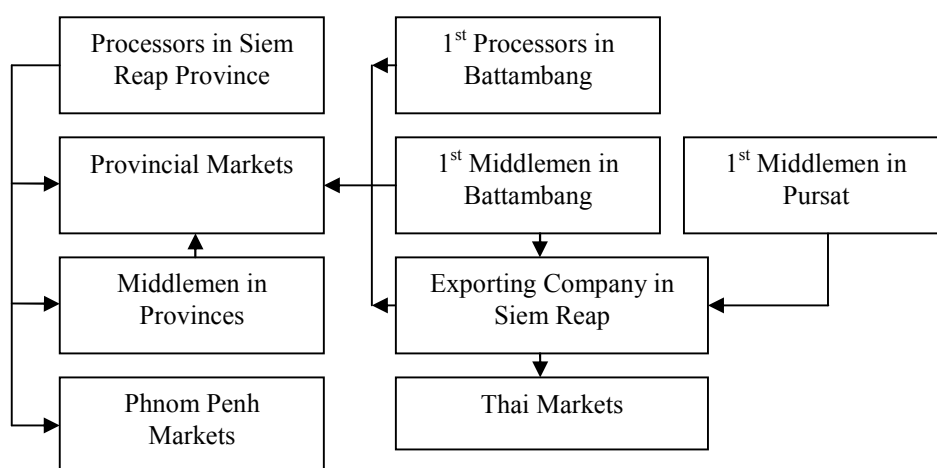 Processors in Siem
Reap Province
1st Processors in
Battambang
Provincial Markets
1st Middlemen in
Battambang
1st Middlemen in
Pursat
Middlemen in
Provinces
Exporting Company in
Siem Reap
Phnom Penh
Markets
Thai Markets